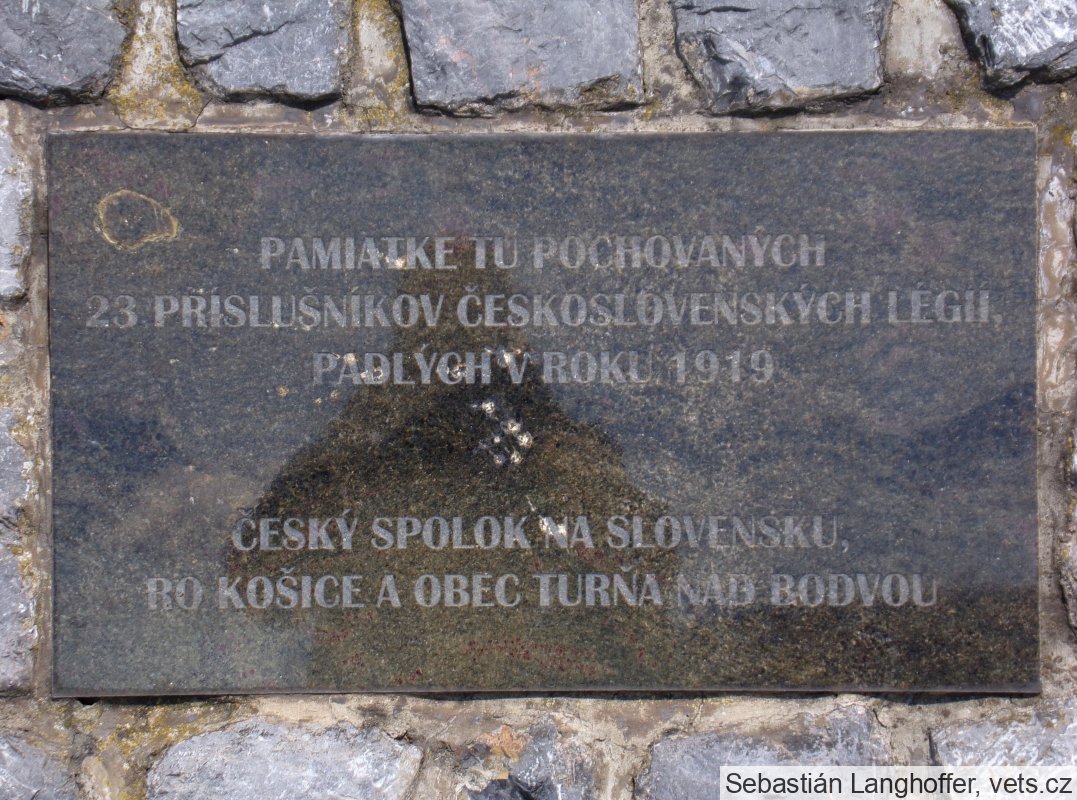 PAMIATKE TU POCHOVANÝCH
23 PRÍSLUŠNÍKOV ČESKOSLOVENSKÝCH LÉGIÍ,
PADLÝCH V ROKU 1919
ČESKÝ SPOLOK NA SLOVENSKU,
RO KOŠICE A OBEC TURŇA NAD BODVOU
Sebastián Langhoffer, vets.cz